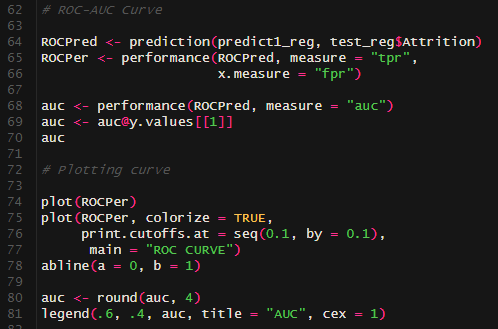 62 # ROC-AUC Curve
63
64 ROCPred <- prediction(predict1_reg, test_reg$Attrition)
65 ROCPer <- performance(ROCPred, measure = "tpr",
66                       x.measure = "fpr")
67
68 auc <- performance(ROCPred, measure = "auc")
69 auc <- auc@y.values[[1]]
70 auc
71
72 # Plotting curve
73
74 plot(ROCPer)
75 plot(ROCPer, colorize = TRUE,
76      print.cutoffs.at = seq(0.1, by = 0.1),
77      main = "ROC CURVE")
78 abline(a = 0, b = 1)
79
80 auc <- round(auc, 4)
81 legend(.6, .4, auc, title = "AUC", cex = 1)